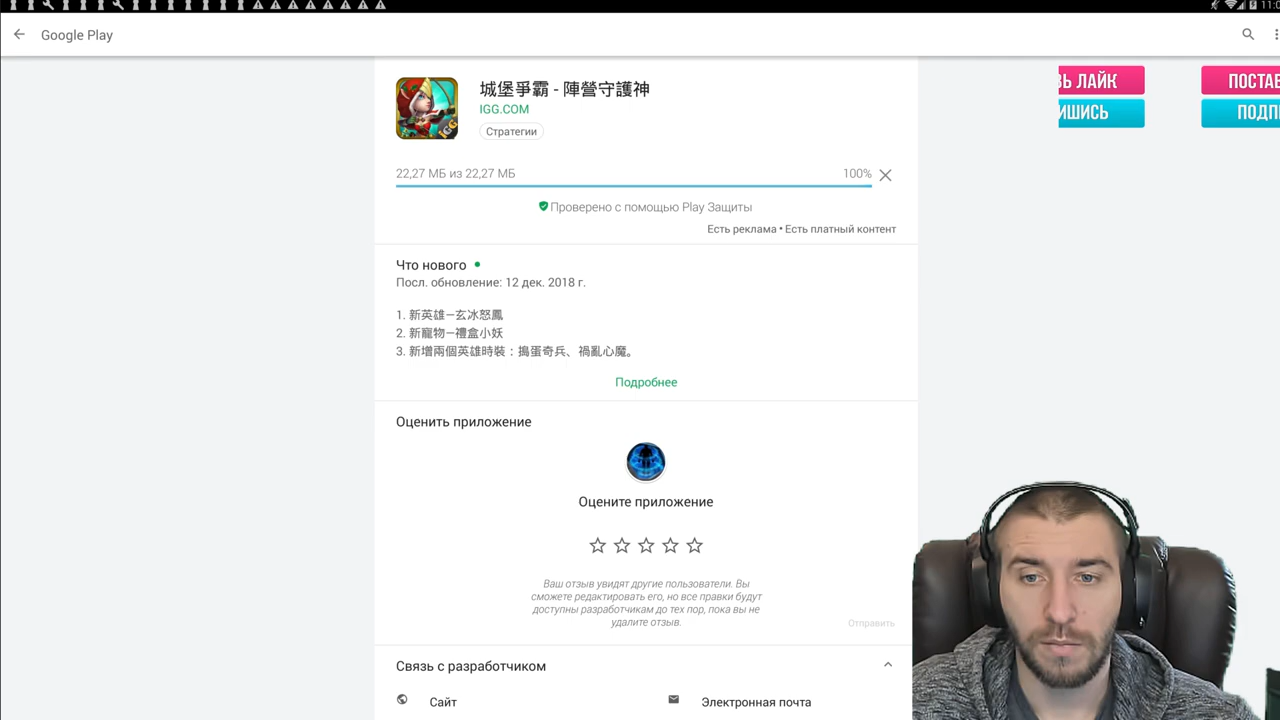 11:0
Google Play
城堡爭霸 - 陣營守護神
IGG.COM
Стратегии
22,27 МБ из 22,27 МБ
100%
Проверено с помощью Play Защиты
Есть реклама • Есть платный контент
Ь ЛАЙК
ИШИСЬ
ПОСТАВ
ПОДП
Что нового
Посл. обновление: 12 дек. 2018 г.
1. 新英雄—玄冰怒鳳
2. 新寵物—禮盒小妖
3. 新增兩個英雄時裝：搗蛋奇兵、禍亂心魔。
Подробнее
Оценить приложение
Оцените приложение
Ваш отзыв увидят другие пользователи. Вы
сможете редактировать его, но все правки будут
доступны разработчикам до тех пор, пока вы не
удалите отзыв.
Отправить
Связь с разработчиком
Сайт
Электронная почта